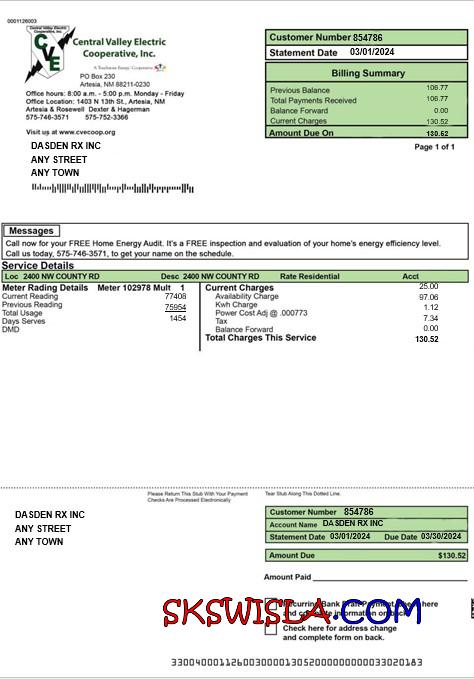 0001126003
Central Valley Electric
CVE
Central Valley Electric
Cooperative, Inc.
A Touchstone Energy Cooperative
PO Box 230
Artesia, NM 88211-0230
Office hours: 8:00 a.m. - 5:00 p.m. Monday - Friday
Office Location: 1403 N 13th St., Artesia, NM
Artesia & Rosewell Dexter & Hagerman
575-746-3571 575-752-3366
Visit us at www.cvecoop.org
DASDEN RX INC
ANY STREET
ANY TOWN
Customer Number 854786
Statement Date 03/01/2024
Billing Summary
Previous Balance 106.77
Total Payments Received 106.77
Balance Forward 0.00
Current Charges 130.52
Amount Due On 130.52
Page 1 of 1
Messages
Call now for your FREE Home Energy Audit. It's a FREE inspection and evaluation of your home's energy efficiency level.
Call us today, 575-746-3571, to get your name on the schedule.
Service Details
Loc 2400 NW COUNTY RD Desc 2400 NW COUNTY RD Rate Residential Acct
Meter Rading Details Meter 102978 Mult 1
Current Reading 77408
Previous Reading 75954
Total Usage
Days Serves 1454
DMD
Current Charges 25.00
Availability Charge 97.06
Kwh Charge 1.12
Power Cost Adj @ .000773
Tax 7.34
Balance Forward 0.00
Total Charges This Service 130.52
Please Return This Stub With Your Payment
Checks Are Processed Electronically
Tear Stub Along This Dotted Line.
DASDEN RX INC
ANY STREET
ANY TOWN
Customer Number 854786
Account Name DASDEN RX INC
Statement Date 03/01/2024 Due Date 03/30/2024
Amount Due $130.52
Amount Paid
Recurring Bank Draft Payment, check here
and complete information on back.
SKSWISLA.COM
Check here for address change
and complete form on back.
33004000112600300001305200000000033020183